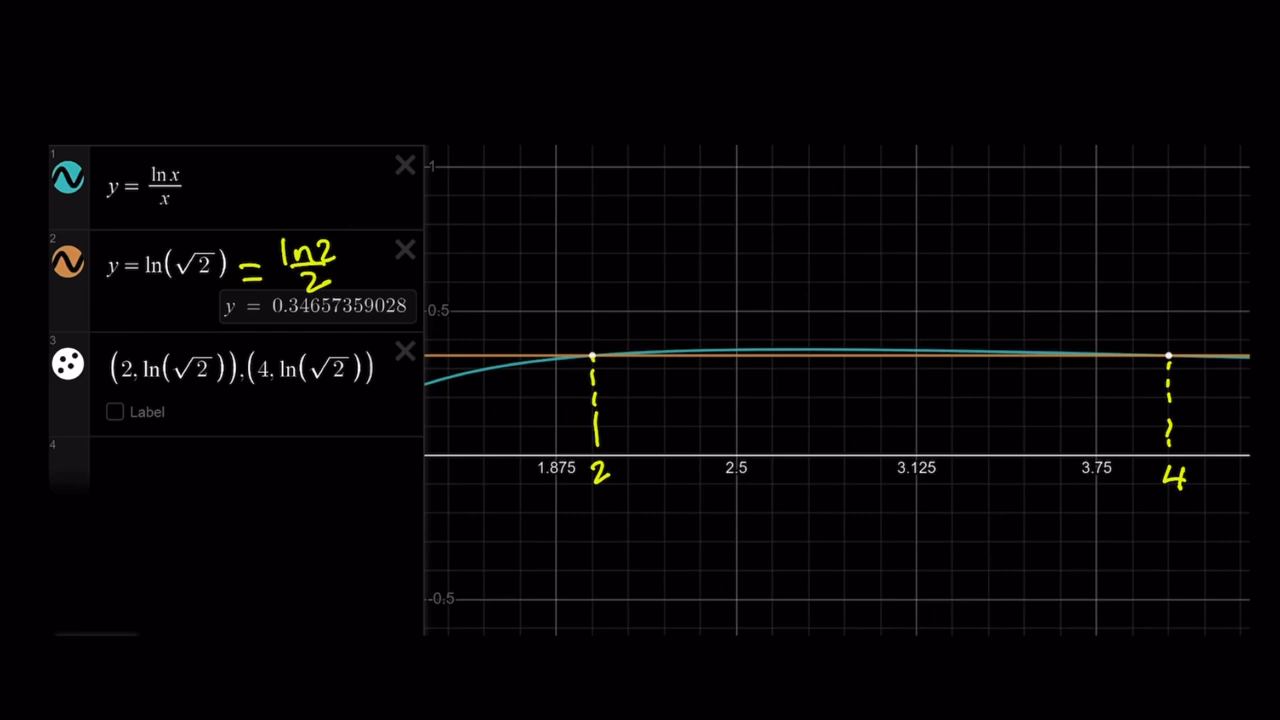 1
y = ln x / x
2
y = ln(√2) = ln2 / 2
y = 0.34657359028
3
(2, ln(√2)),(4, ln(√2))
Label
4
1
0.5
1.875 2 2.5 3.125 3.75 4
-0.5